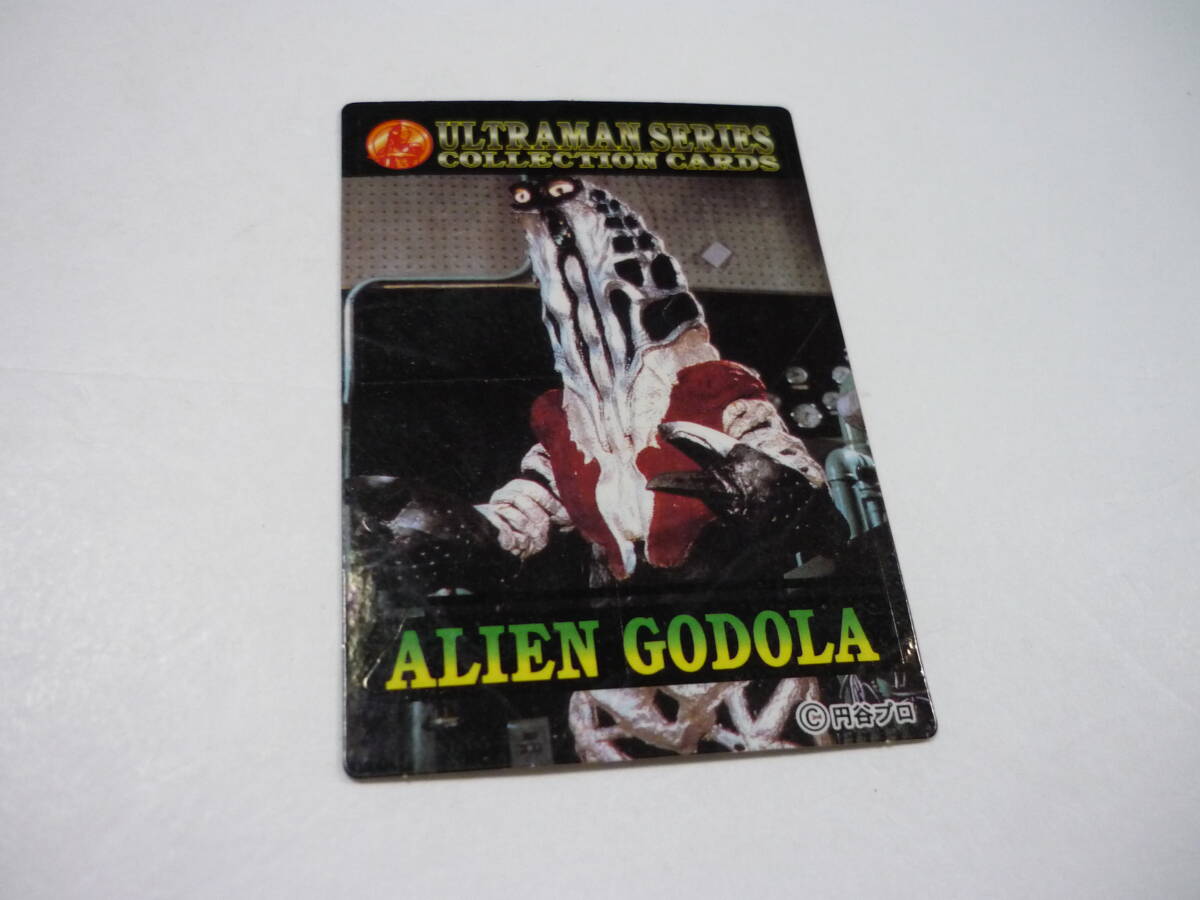 ULTRAMAN SERIES
COLLECTION CARDS
ALIEN GODOLA
© 円谷プロ